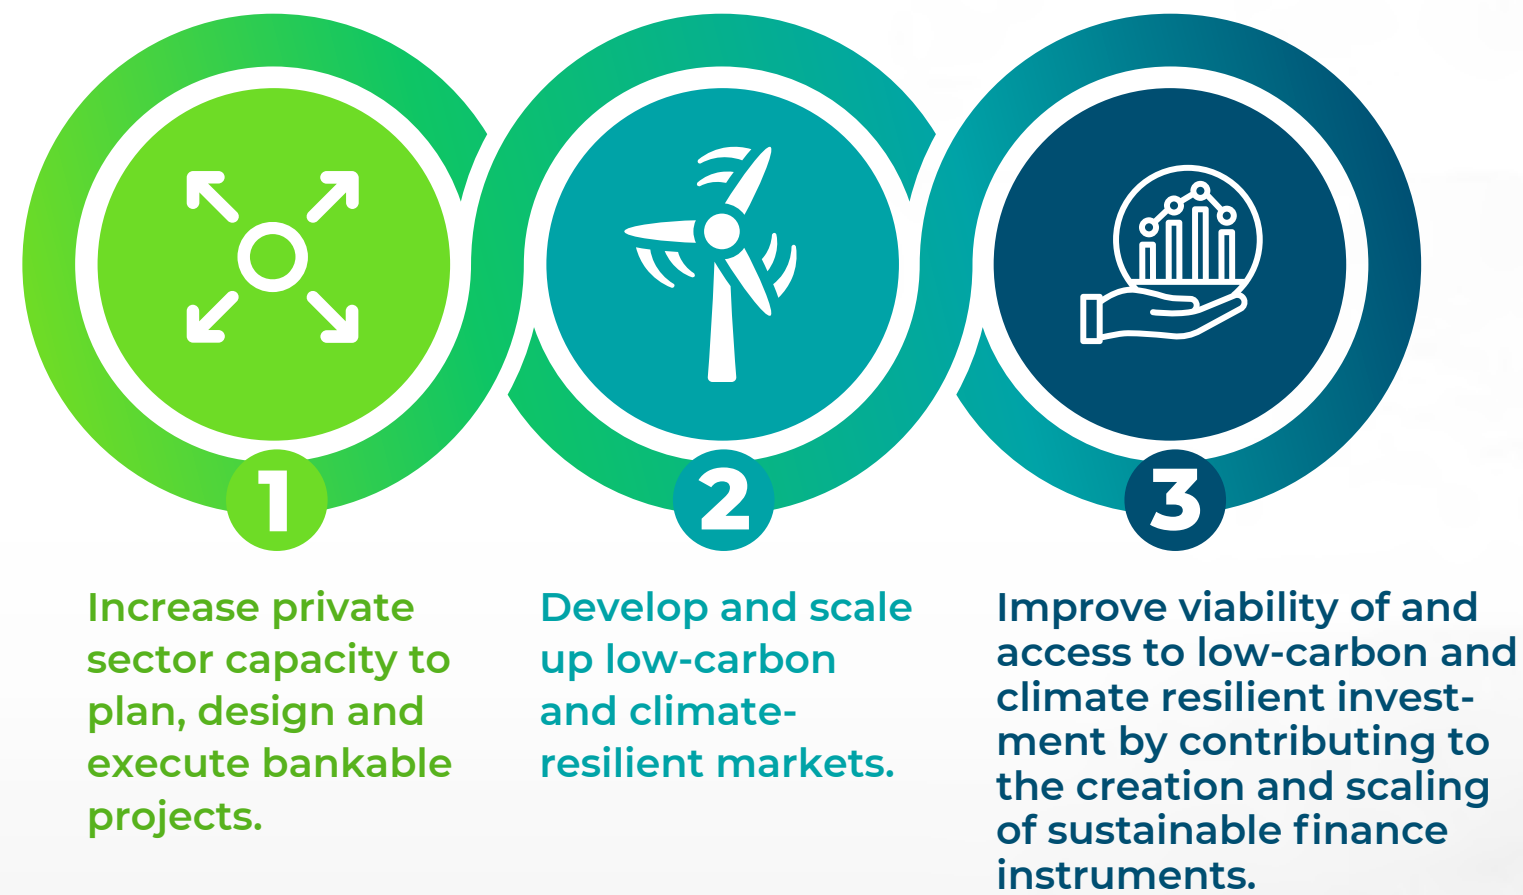 1
Increase private
sector capacity to
plan, design and
execute bankable
projects.
2
Develop and scale
up low-carbon
and climate-
resilient markets.
3
Improve viability of and
access to low-carbon and
climate resilient invest-
ment by contributing to
the creation and scaling
of sustainable finance
instruments.